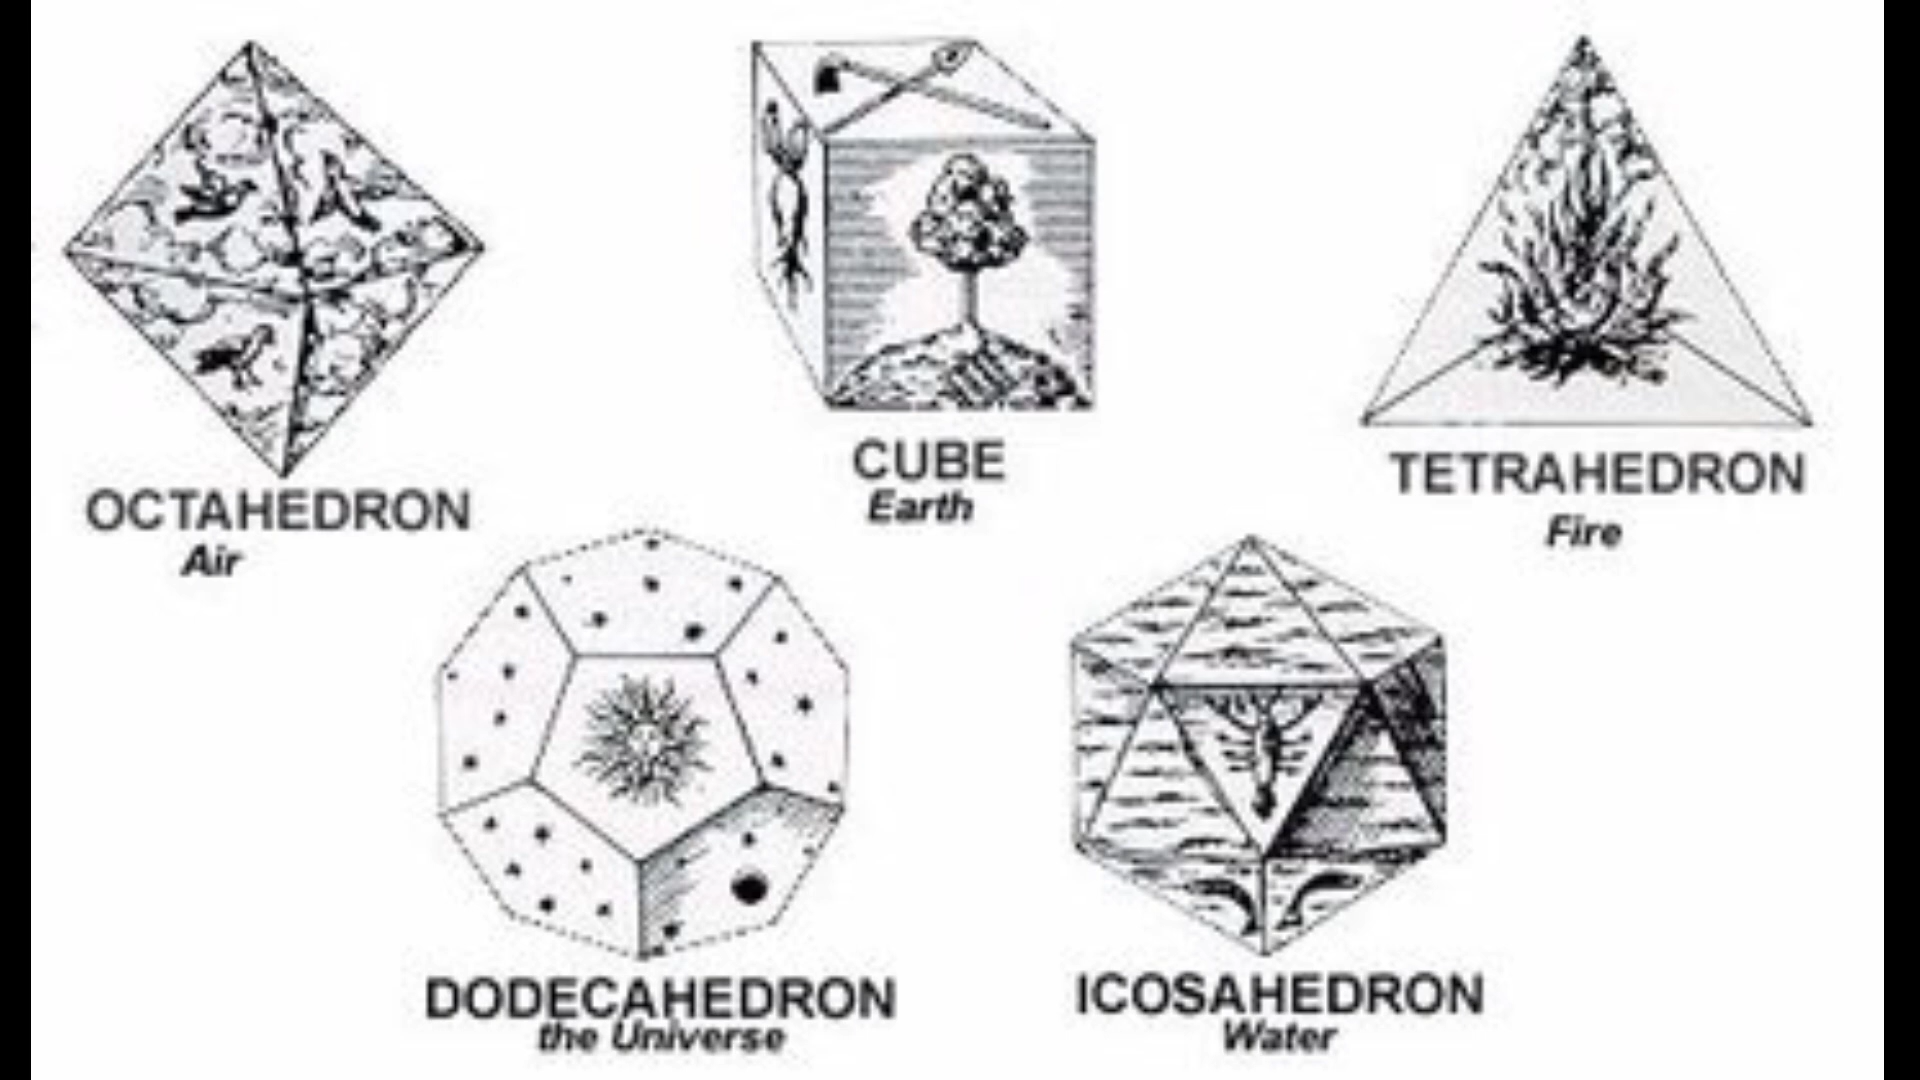 OCTAHEDRON
Air
CUBE
Earth
TETRAHEDRON
Fire
DODECAHEDRON
the Universe
ICOSAHEDRON
Water